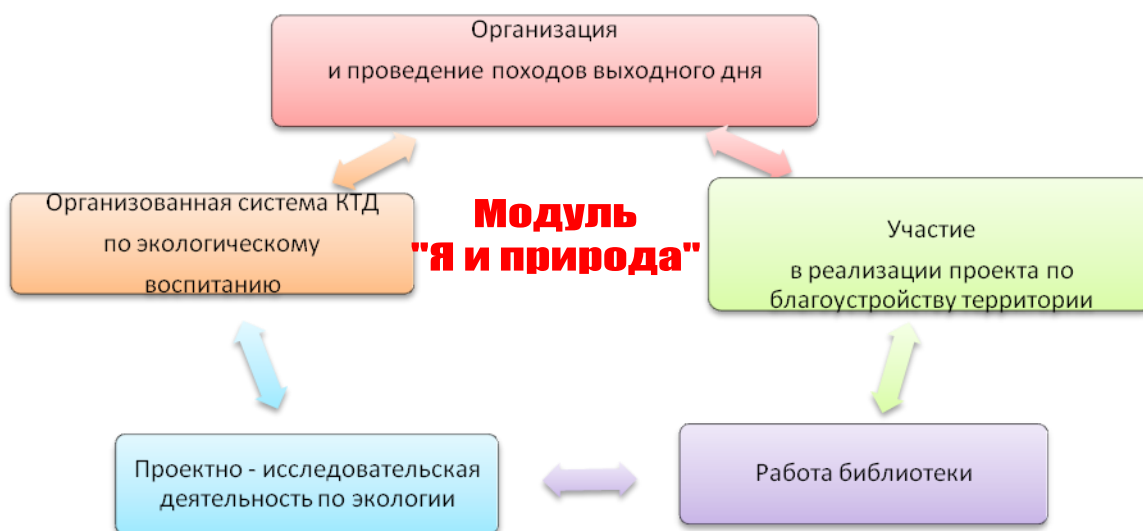 Организация
и проведение походов выходного дня
Организованная система КТД
по экологическому
воспитанию
Модуль
"Я и природа"
Участие
в реализации проекта по
благоустройству территории
Проектно - исследовательская
деятельность по экологии
Работа библиотеки